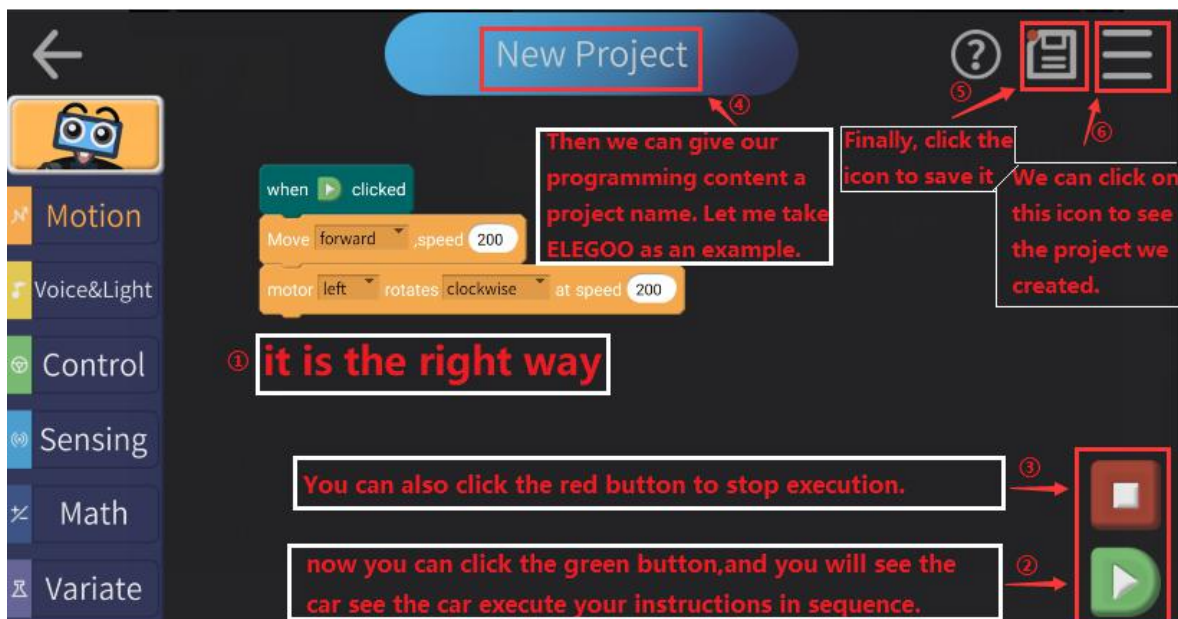 New Project
?
④
⑤
⑥
Then we can give our
programming content a
project name. Let me take
ELEGOO as an example.
Finally, click the
icon to save it
We can click on
this icon to see
the project we
created.
when clicked
Move forward ,speed 200
motor left rotates clockwise at speed 200
Motion
Voice&Light
Control
Sensing
Math
Variate
① it is the right way
You can also click the red button to stop execution.
③
now you can click the green button,and you will see the
car see the car execute your instructions in sequence.
②